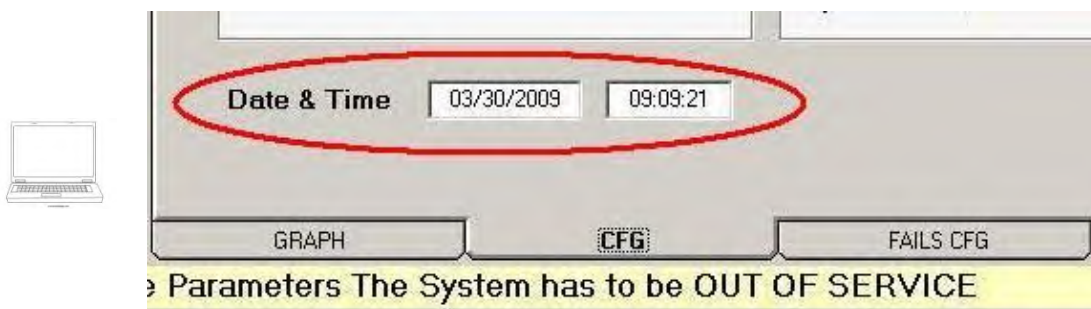 Date & Time 03/30/2009 09:09:21
GRAPH CFG FAILS CFG
Parameters The System has to be OUT OF SERVICE